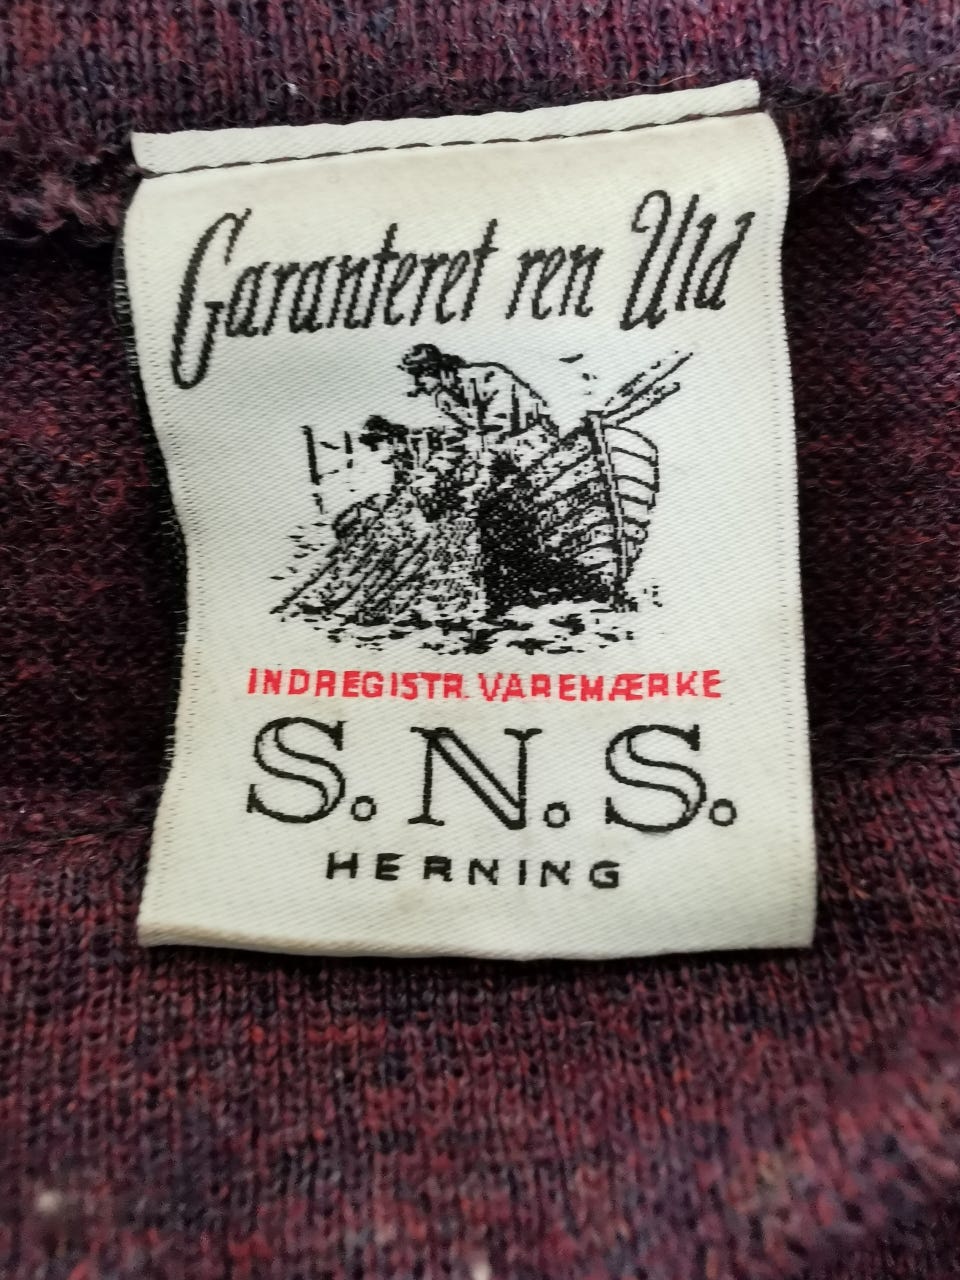 Garanteret ren Uld
INDREGISTR. VAREMÆRKE
S.N.S.
HERNING